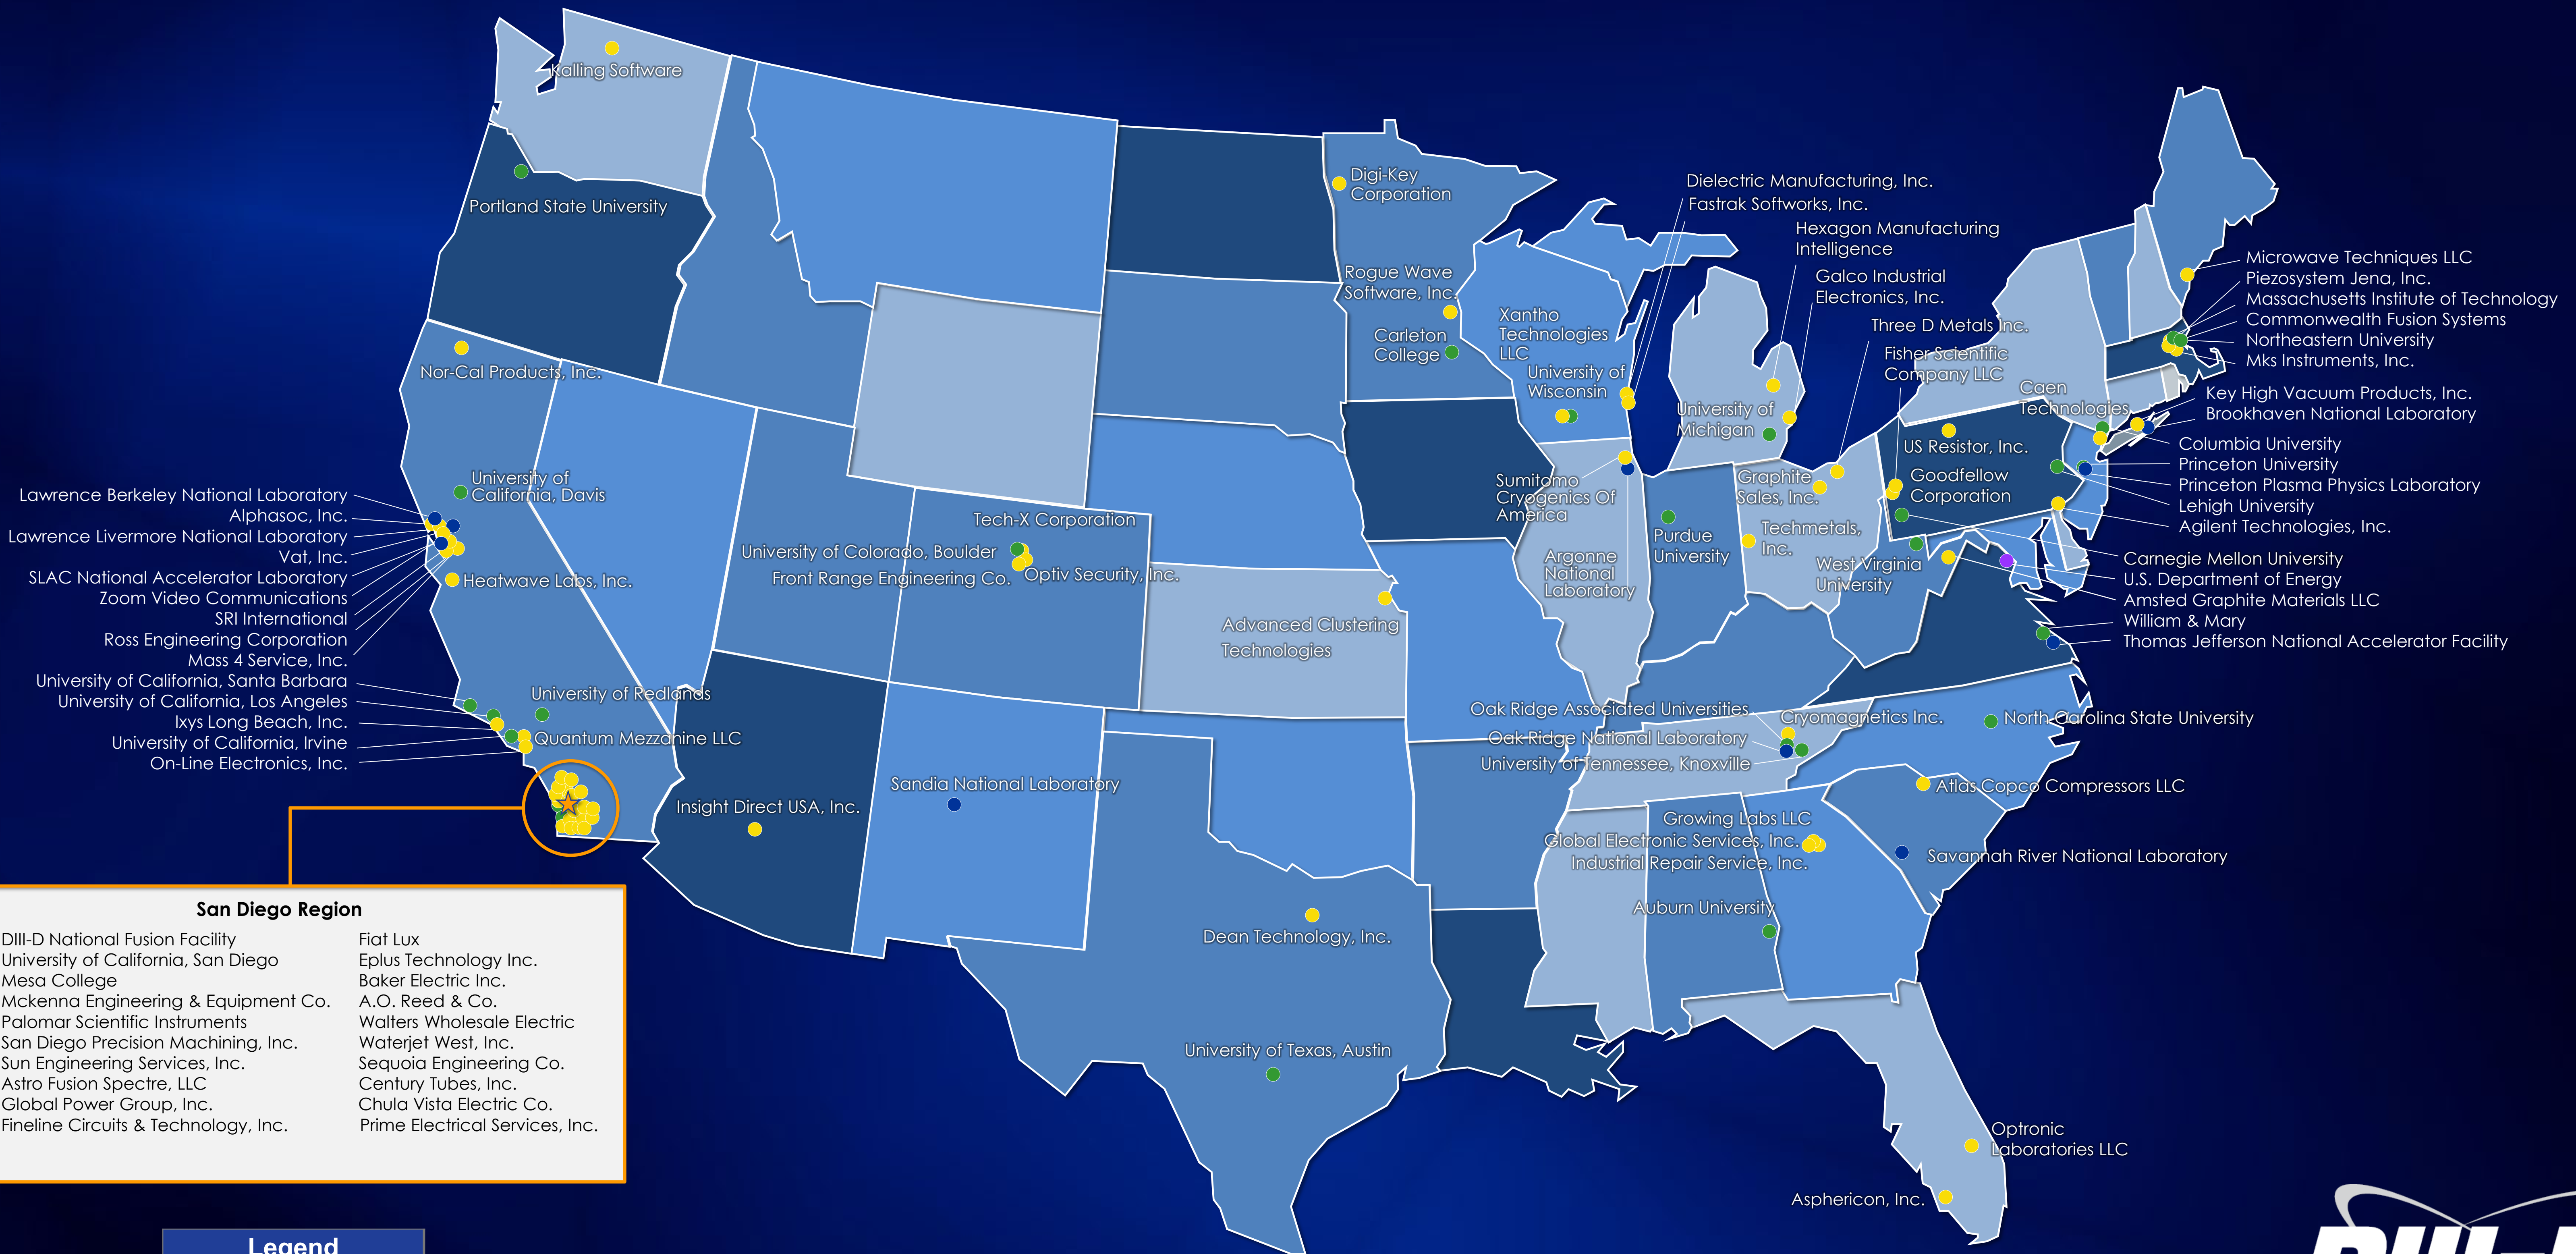 Kalling Software
Portland State University
Nor-Cal Products, Inc.
University of
California, Davis
Lawrence Berkeley National Laboratory
Alphasoc, Inc.
Lawrence Livermore National Laboratory
Vat, Inc.
SLAC National Accelerator Laboratory
Zoom Video Communications
SRI International
Ross Engineering Corporation
Mass 4 Service, Inc.
Heatwave Labs, Inc.
University of California, Santa Barbara
University of California, Los Angeles
Ixys Long Beach, Inc.
University of California, Irvine
On-Line Electronics, Inc.
University of Redlands
Quantum Mezzanine LLC
San Diego Region
DIII-D National Fusion Facility
University of California, San Diego
Mesa College
Mckenna Engineering & Equipment Co.
Palomar Scientific Instruments
San Diego Precision Machining, Inc.
Sun Engineering Services, Inc.
Astro Fusion Spectre, LLC
Global Power Group, Inc.
Fineline Circuits & Technology, Inc.
Fiat Lux
Eplus Technology Inc.
Baker Electric Inc.
A.O. Reed & Co.
Walters Wholesale Electric
Waterjet West, Inc.
Sequoia Engineering Co.
Century Tubes, Inc.
Chula Vista Electric Co.
Prime Electrical Services, Inc.
Legend
Insight Direct USA, Inc.
Sandia National Laboratory
Tech-X Corporation
University of Colorado, Boulder
Front Range Engineering Co.
Optiv Security, Inc.
Advanced Clustering
Technologies
Dean Technology, Inc.
University of Texas, Austin
Digi-Key
Corporation
Rogue Wave
Software, Inc.
Carleton
College
Xantho
Technologies
LLC
University of
Wisconsin
Dielectric Manufacturing, Inc.
Fastrak Softworks, Inc.
Hexagon Manufacturing
Intelligence
Galco Industrial
Electronics, Inc.
Three D Metals Inc.
Fisher Scientific
Company LLC
University of
Michigan
Sumitomo
Cryogenics Of
America
Argonne
National
Laboratory
Purdue
University
Graphite
Sales, Inc.
Techmetals,
Inc.
West Virginia
University
US Resistor, Inc.
Goodfellow
Corporation
Caen
Technologies
Microwave Techniques LLC
Piezosystem Jena, Inc.
Massachusetts Institute of Technology
Commonwealth Fusion Systems
Northeastern University
Mks Instruments, Inc.
Key High Vacuum Products, Inc.
Brookhaven National Laboratory
Columbia University
Princeton University
Princeton Plasma Physics Laboratory
Lehigh University
Agilent Technologies, Inc.
Carnegie Mellon University
U.S. Department of Energy
Amsted Graphite Materials LLC
William & Mary
Thomas Jefferson National Accelerator Facility
Oak Ridge Associated Universities
Cryomagnetics Inc.
Oak Ridge National Laboratory
University of Tennessee, Knoxville
North Carolina State University
Atlas Copco Compressors LLC
Growing Labs LLC
Global Electronic Services, Inc.
Industrial Repair Service, Inc.
Savannah River National Laboratory
Auburn University
Optronic
Laboratories LLC
Asphericon, Inc.